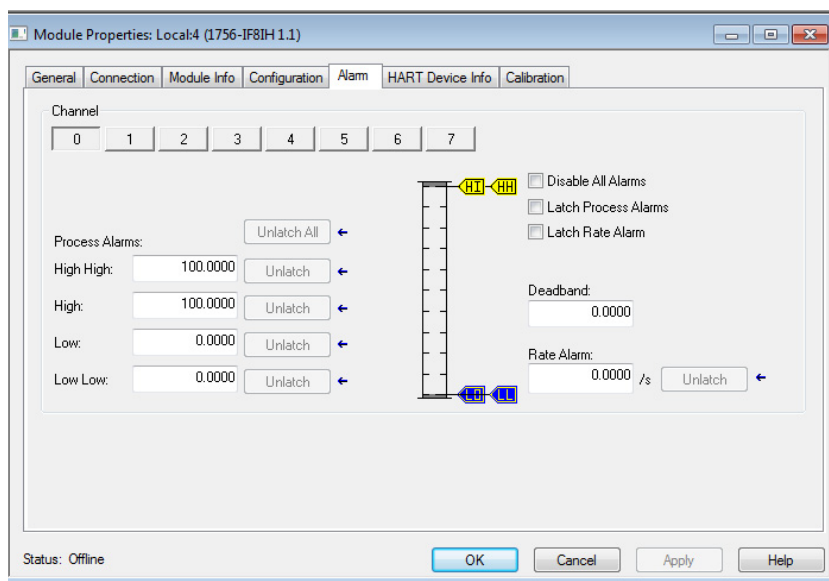 Module Properties: Local:4 (1756-IF8IH 1.1)
General Connection Module Info Configuration Alarm HART Device Info Calibration
Channel
0 1 2 3 4 5 6 7
HI HH
Disable All Alarms
Latch Process Alarms
Latch Rate Alarm
Process Alarms:
Unlatch All
High High: 100.0000 Unlatch
High: 100.0000 Unlatch
Low: 0.0000 Unlatch
Low Low: 0.0000 Unlatch
LO LL
Deadband:
0.0000
Rate Alarm:
0.0000 /s Unlatch
Status: Offline
OK Cancel Apply Help